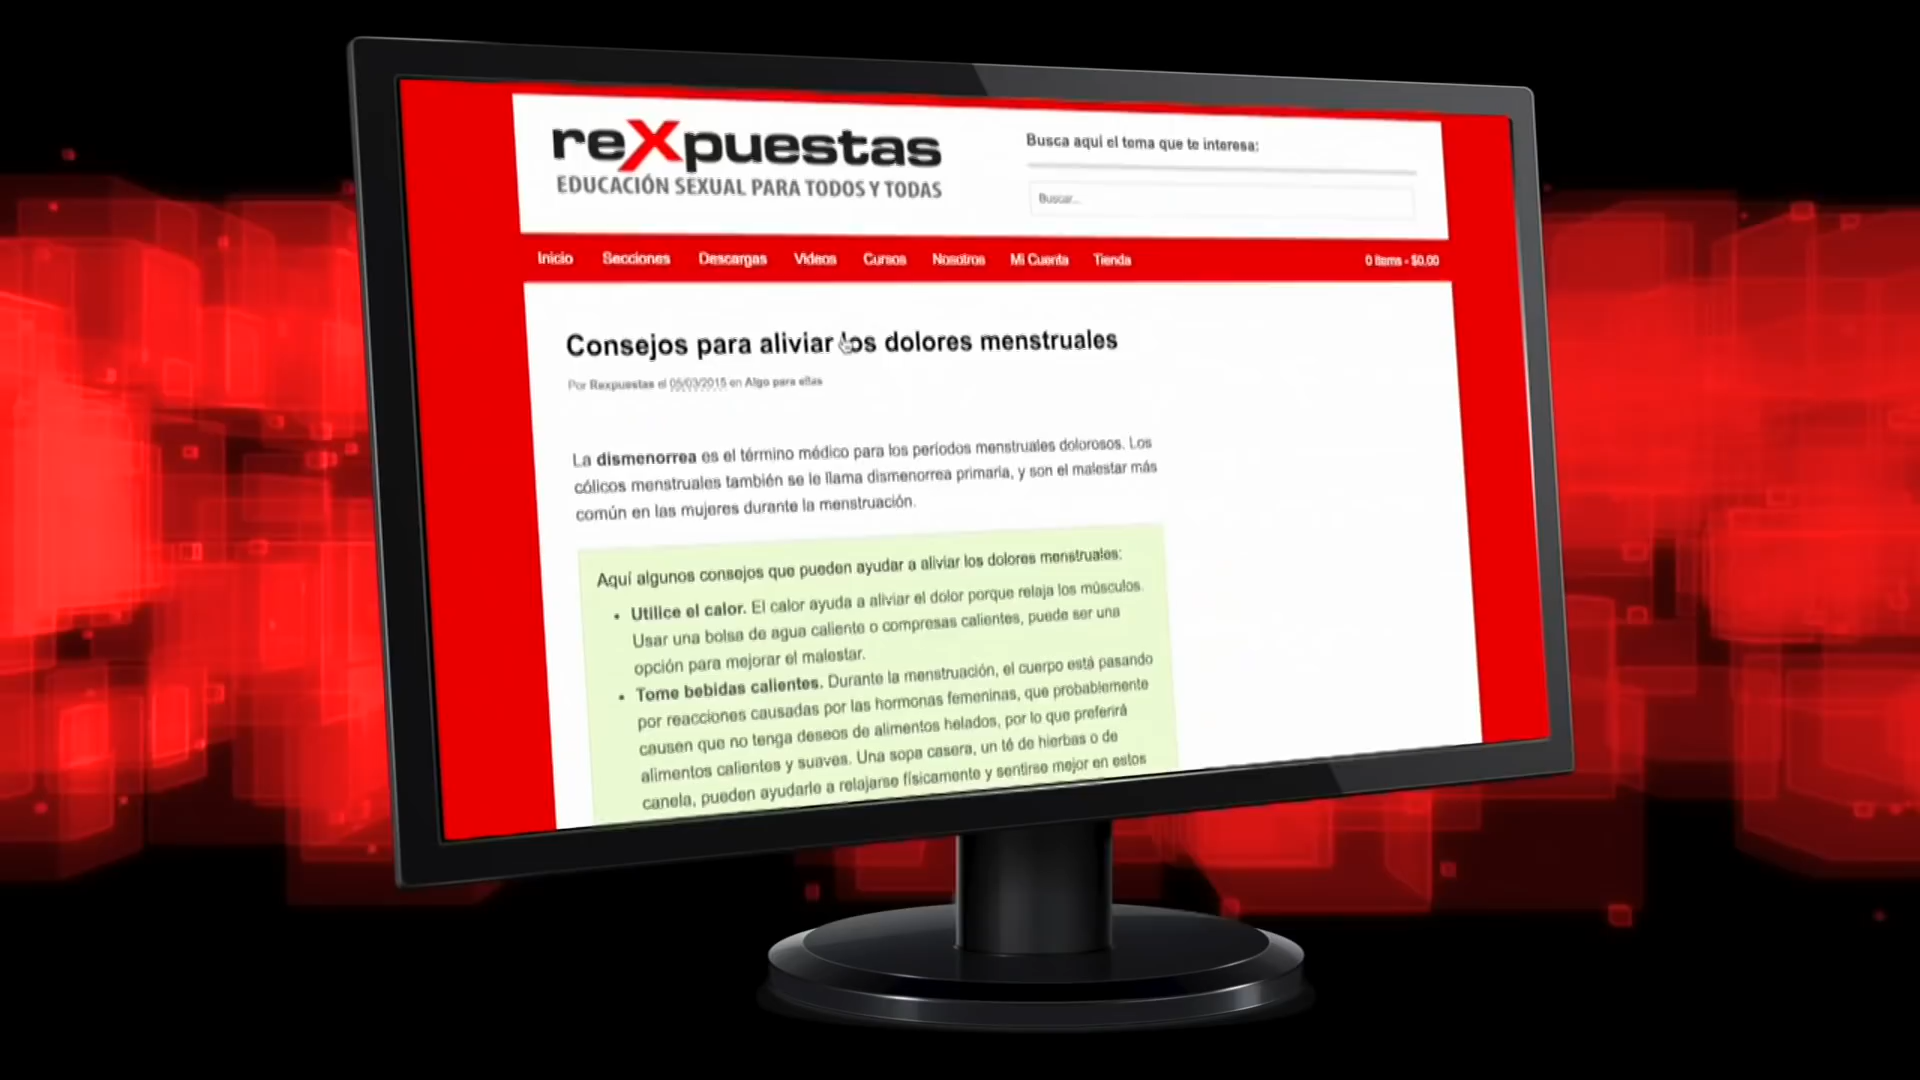 reXpuestas
EDUCACIÓN SEXUAL PARA TODOS Y TODAS
Busca aquí el tema que te interesa:
Buscar...
Inicio Secciones Descargas Videos Cursos Nosotros Mi Cuenta Tienda 0 items - $0.00
Consejos para aliviar los dolores menstruales
Por Rexpuestas el 05/03/2015 en Algo para ellas
La dismenorrea es el término médico para los períodos menstruales dolorosos. Los
cólicos menstruales también se le llama dismenorrea primaria, y son el malestar más
común en las mujeres durante la menstruación.
Aquí algunos consejos que pueden ayudar a aliviar los dolores menstruales:
• Utilice el calor. El calor ayuda a aliviar el dolor porque relaja los músculos.
Usar una bolsa de agua caliente o compresas calientes, puede ser una
opción para mejorar el malestar.
• Tome bebidas calientes. Durante la menstruación, el cuerpo está pasando
por reacciones causadas por las hormonas femeninas, que probablemente
causen que no tenga deseos de alimentos helados, por lo que preferirá
alimentos calientes y suaves. Una sopa casera, un té de hierbas o de
canela, pueden ayudarle a relajarse físicamente y sentirse mejor en estos